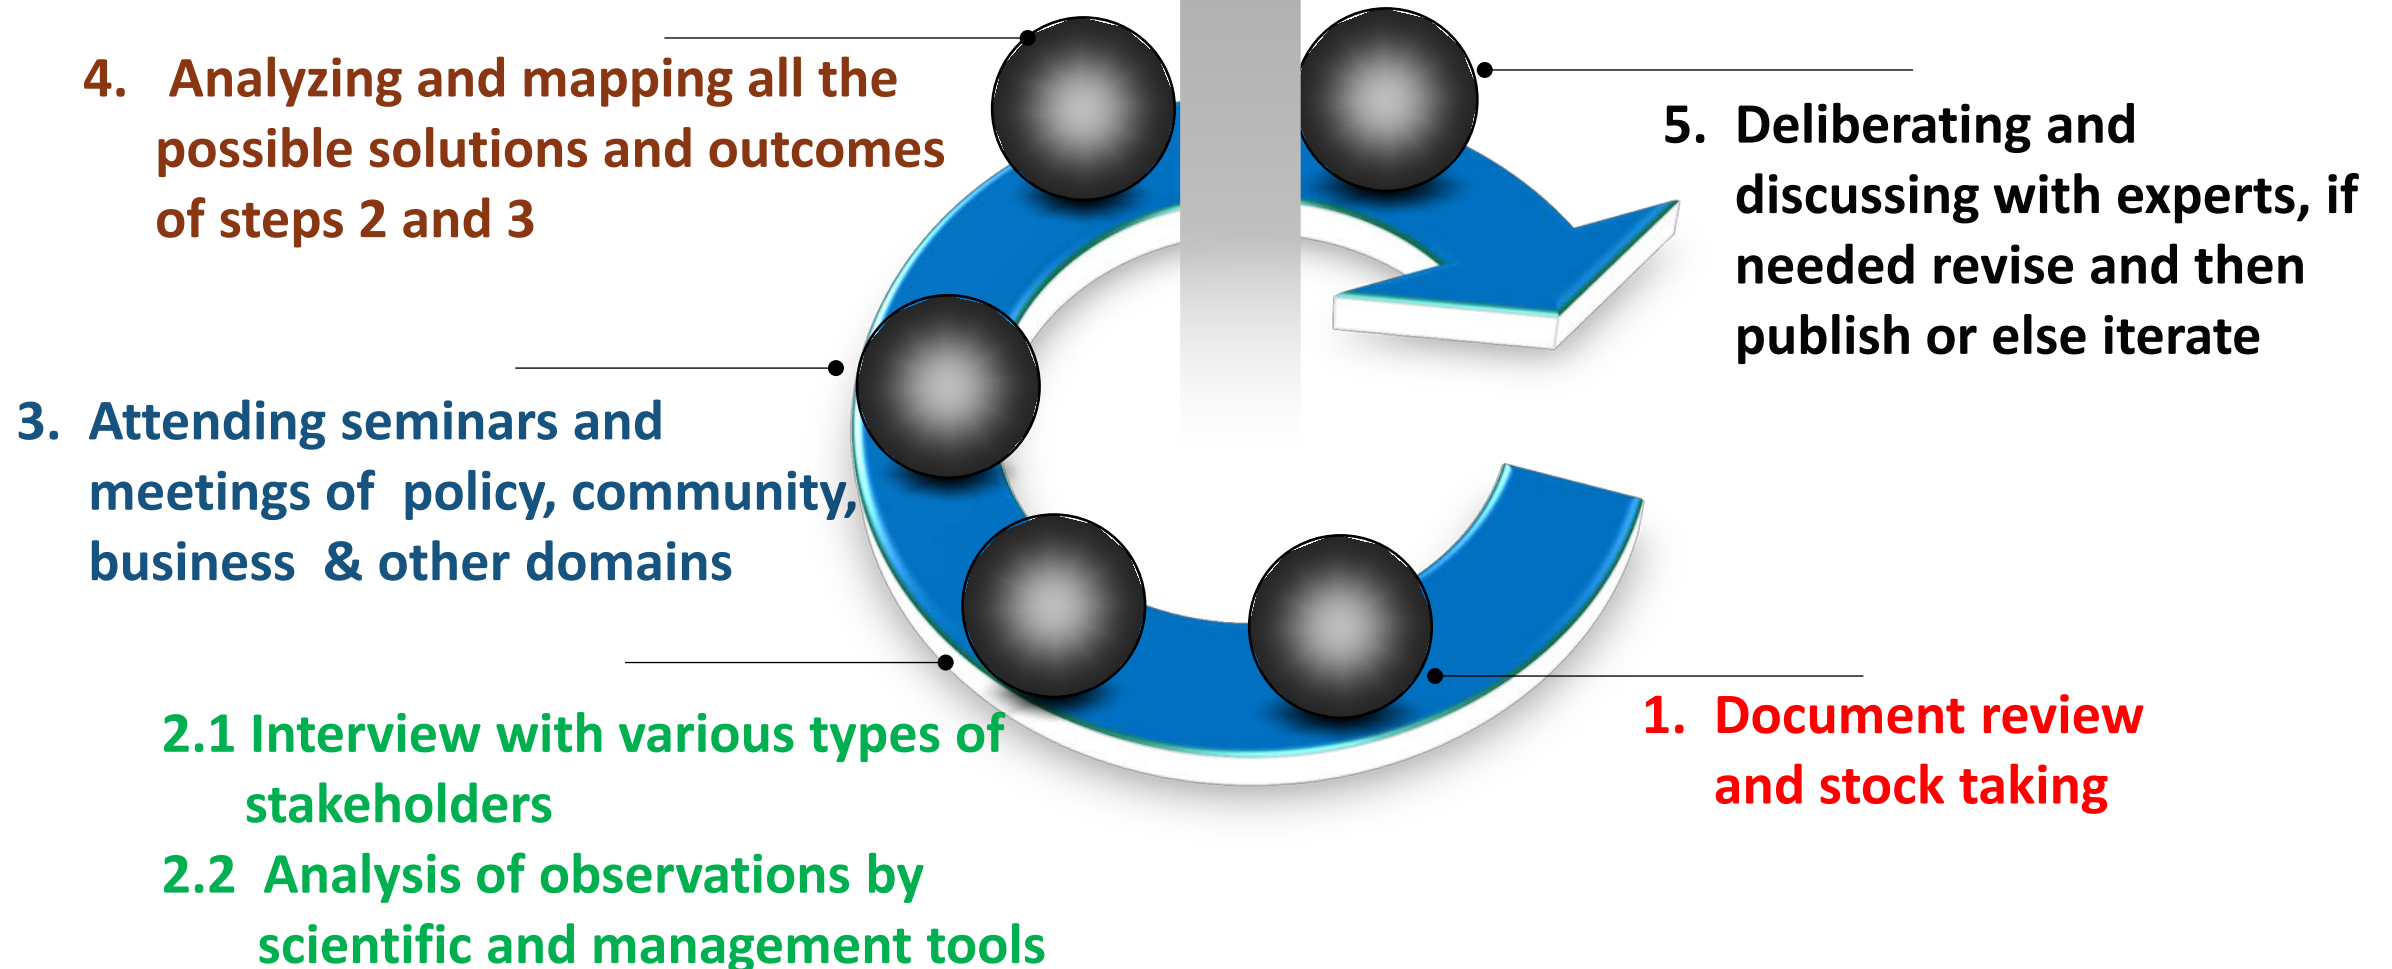 4. Analyzing and mapping all the
possible solutions and outcomes
of steps 2 and 3
5. Deliberating and
discussing with experts, if
needed revise and then
publish or else iterate
3. Attending seminars and
meetings of policy, community,
business & other domains
2.1 Interview with various types of
stakeholders
2.2 Analysis of observations by
scientific and management tools
1. Document review
and stock taking